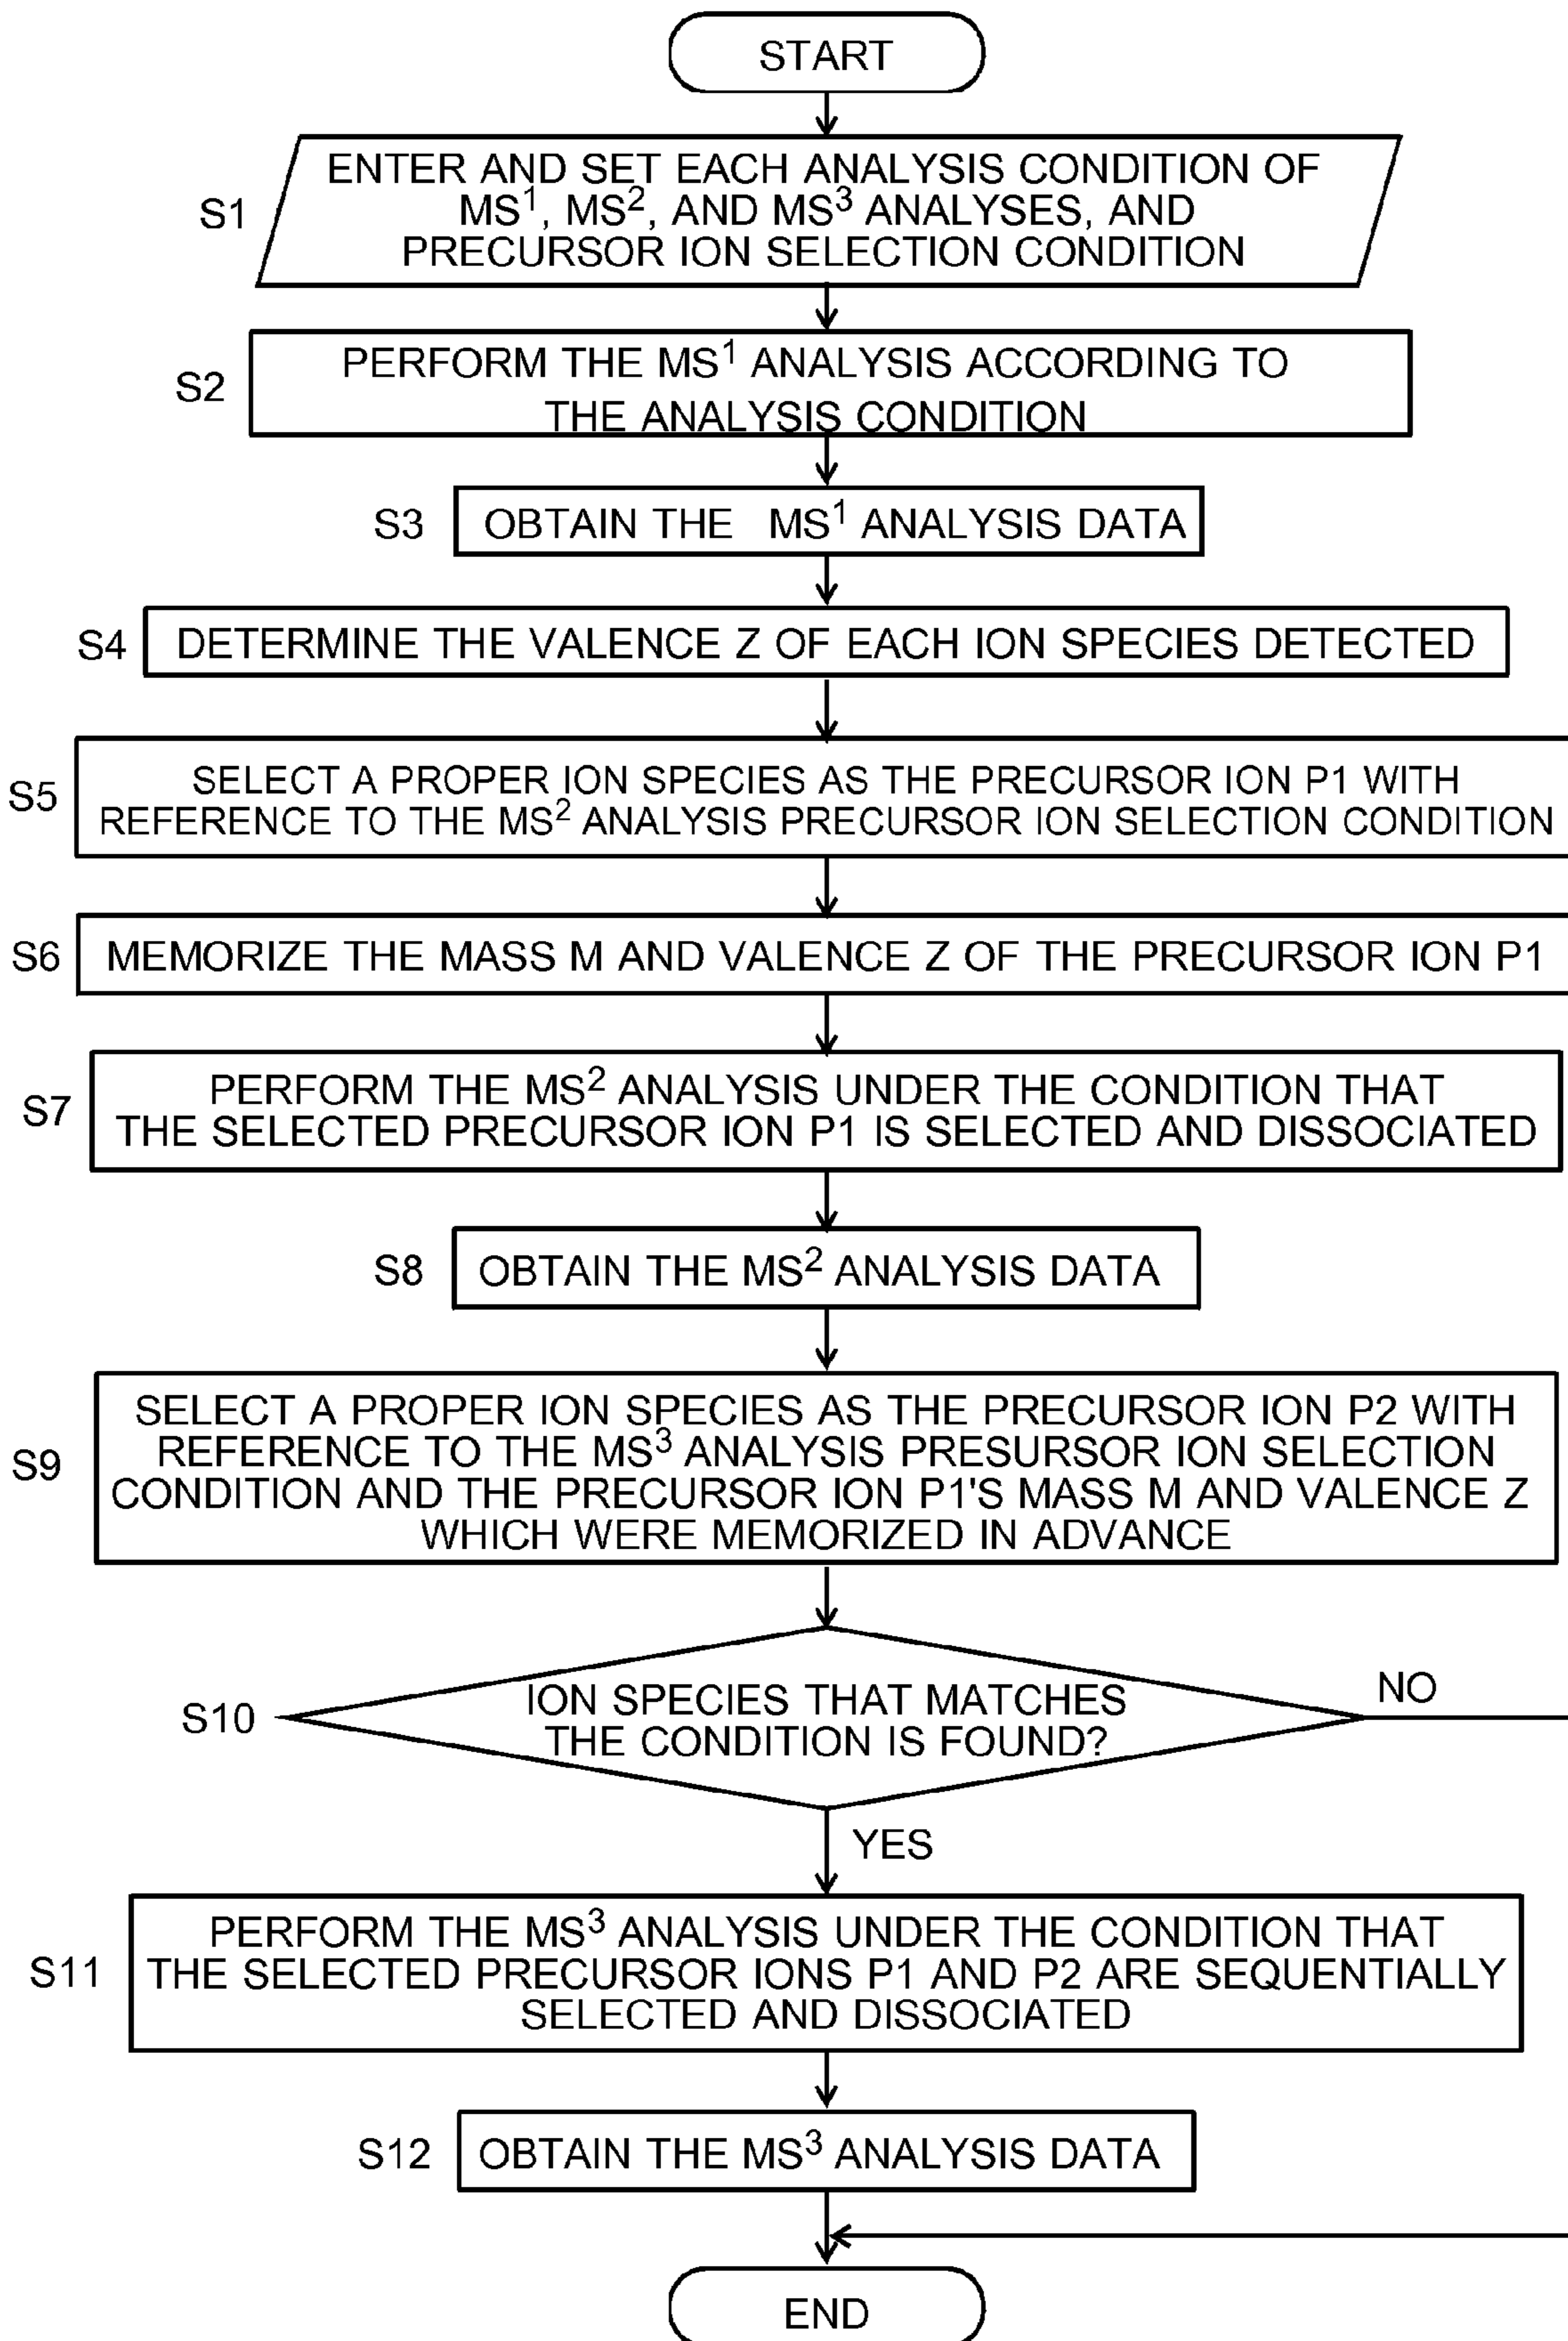 START
S1
ENTER AND SET EACH ANALYSIS CONDITION OF
MS¹, MS², AND MS³ ANALYSES, AND
PRECURSOR ION SELECTION CONDITION
S2
PERFORM THE MS¹ ANALYSIS ACCORDING TO
THE ANALYSIS CONDITION
S3
OBTAIN THE MS¹ ANALYSIS DATA
S4
DETERMINE THE VALENCE Z OF EACH ION SPECIES DETECTED
S5
SELECT A PROPER ION SPECIES AS THE PRECURSOR ION P1 WITH
REFERENCE TO THE MS² ANALYSIS PRECURSOR ION SELECTION CONDITION
S6
MEMORIZE THE MASS M AND VALENCE Z OF THE PRECURSOR ION P1
S7
PERFORM THE MS² ANALYSIS UNDER THE CONDITION THAT
THE SELECTED PRECURSOR ION P1 IS SELECTED AND DISSOCIATED
S8
OBTAIN THE MS² ANALYSIS DATA
S9
SELECT A PROPER ION SPECIES AS THE PRECURSOR ION P2 WITH
REFERENCE TO THE MS³ ANALYSIS PRESURSOR ION SELECTION
CONDITION AND THE PRECURSOR ION P1'S MASS M AND VALENCE Z
WHICH WERE MEMORIZED IN ADVANCE
S10
ION SPECIES THAT MATCHES
THE CONDITION IS FOUND?
NO
YES
S11
PERFORM THE MS³ ANALYSIS UNDER THE CONDITION THAT
THE SELECTED PRECURSOR IONS P1 AND P2 ARE SEQUENTIALLY
SELECTED AND DISSOCIATED
S12
OBTAIN THE MS³ ANALYSIS DATA
END